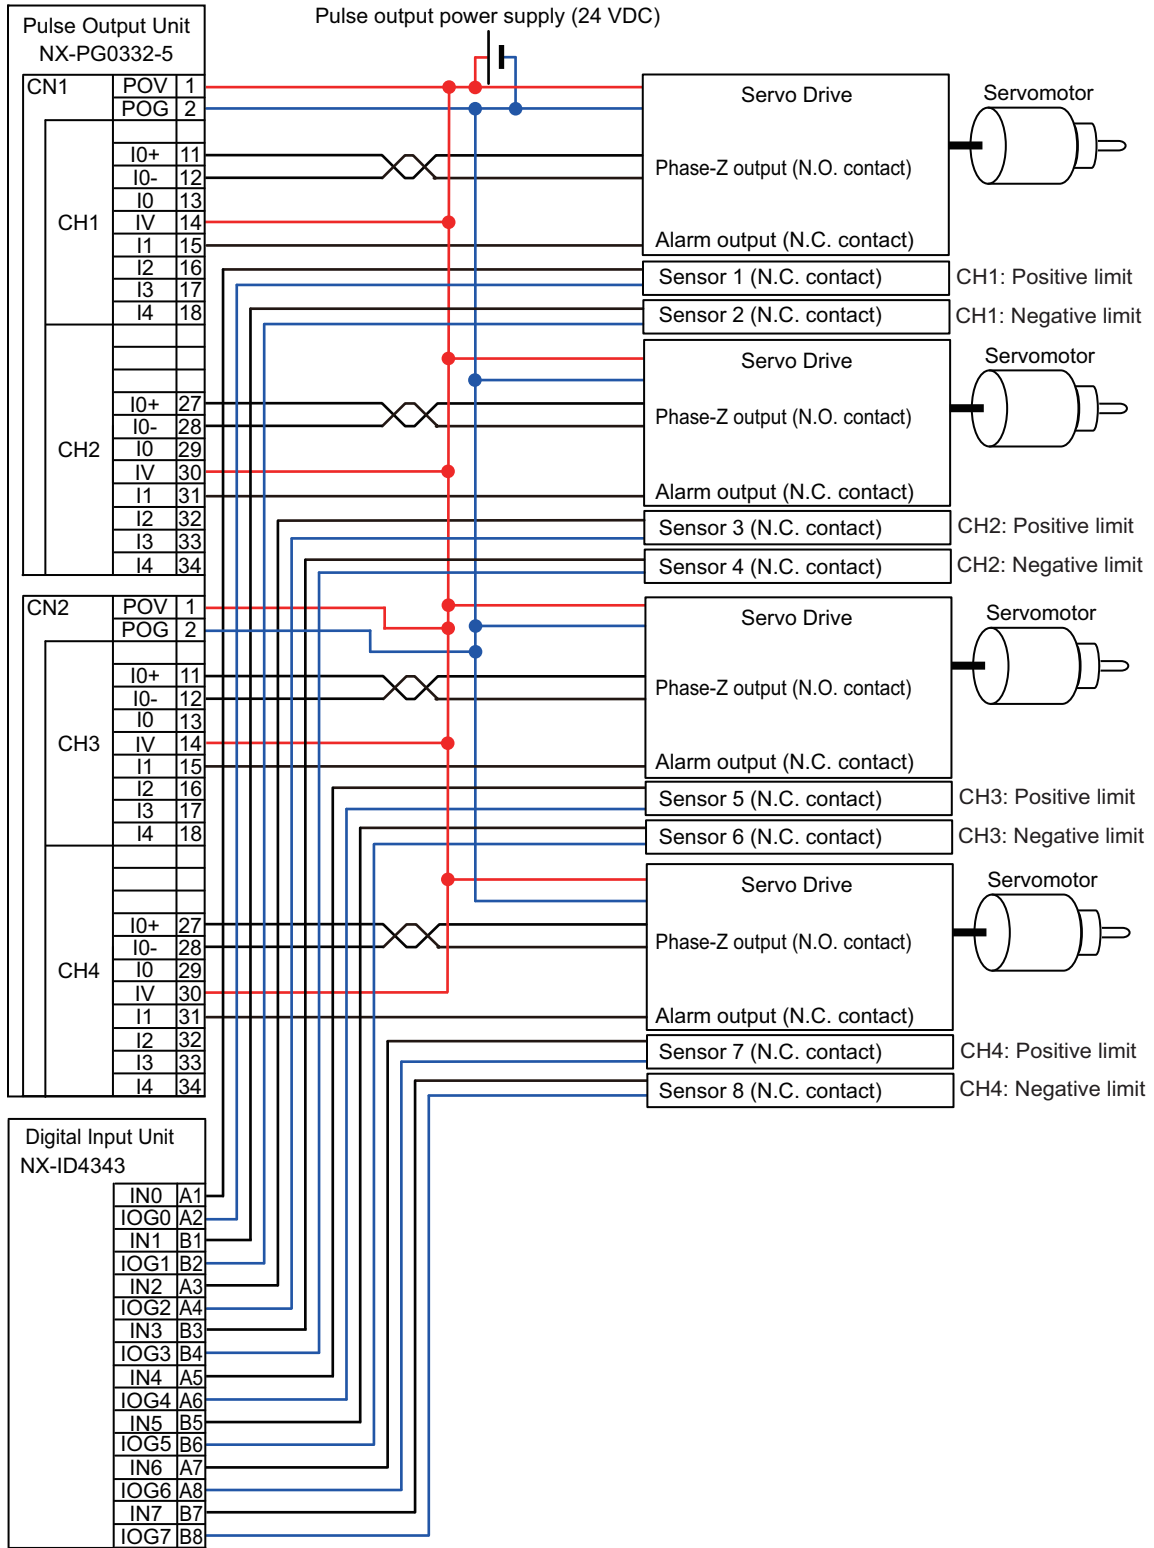 Pulse output power supply (24 VDC)
Pulse Output Unit
NX-PG0332-5
CN1
POV 1
POG 2
CH1
I0+ 11
I0- 12
I0 13
IV 14
I1 15
I2 16
I3 17
I4 18
CH2
I0+ 27
I0- 28
I0 29
IV 30
I1 31
I2 32
I3 33
I4 34
CN2
POV 1
POG 2
CH3
I0+ 11
I0- 12
I0 13
IV 14
I1 15
I2 16
I3 17
I4 18
CH4
I0+ 27
I0- 28
I0 29
IV 30
I1 31
I2 32
I3 33
I4 34
Digital Input Unit
NX-ID4343
IN0 A1
IOG0 A2
IN1 B1
IOG1 B2
IN2 A3
IOG2 A4
IN3 B3
IOG3 B4
IN4 A5
IOG4 A6
IN5 B5
IOG5 B6
IN6 A7
IOG6 A8
IN7 B7
IOG7 B8
Servo Drive
Servomotor
Phase-Z output (N.O. contact)
Alarm output (N.C. contact)
Sensor 1 (N.C. contact) CH1: Positive limit
Sensor 2 (N.C. contact) CH1: Negative limit
Servo Drive
Servomotor
Phase-Z output (N.O. contact)
Alarm output (N.C. contact)
Sensor 3 (N.C. contact) CH2: Positive limit
Sensor 4 (N.C. contact) CH2: Negative limit
Servo Drive
Servomotor
Phase-Z output (N.O. contact)
Alarm output (N.C. contact)
Sensor 5 (N.C. contact) CH3: Positive limit
Sensor 6 (N.C. contact) CH3: Negative limit
Servo Drive
Servomotor
Phase-Z output (N.O. contact)
Alarm output (N.C. contact)
Sensor 7 (N.C. contact) CH4: Positive limit
Sensor 8 (N.C. contact) CH4: Negative limit